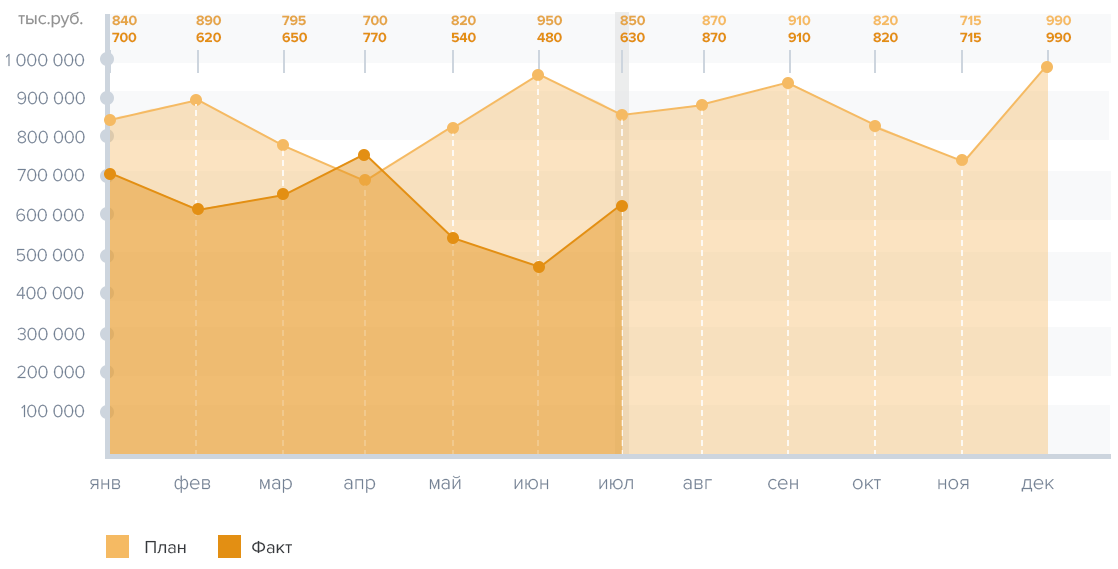 тыс.руб.
840 890 795 700 820 950 850 870 910 820 715 990
700 620 650 770 540 480 630 870 910 820 715 990
1 000 000
900 000
800 000
700 000
600 000
500 000
400 000
300 000
200 000
100 000
янв фев мар апр май июн июл авг сен окт ноя дек
План Факт